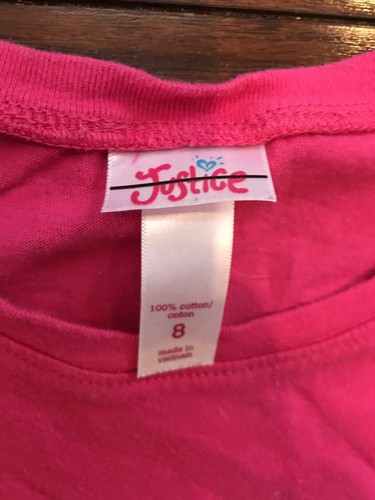 Justice
100% cotton/
coton
8
made in
vietnam